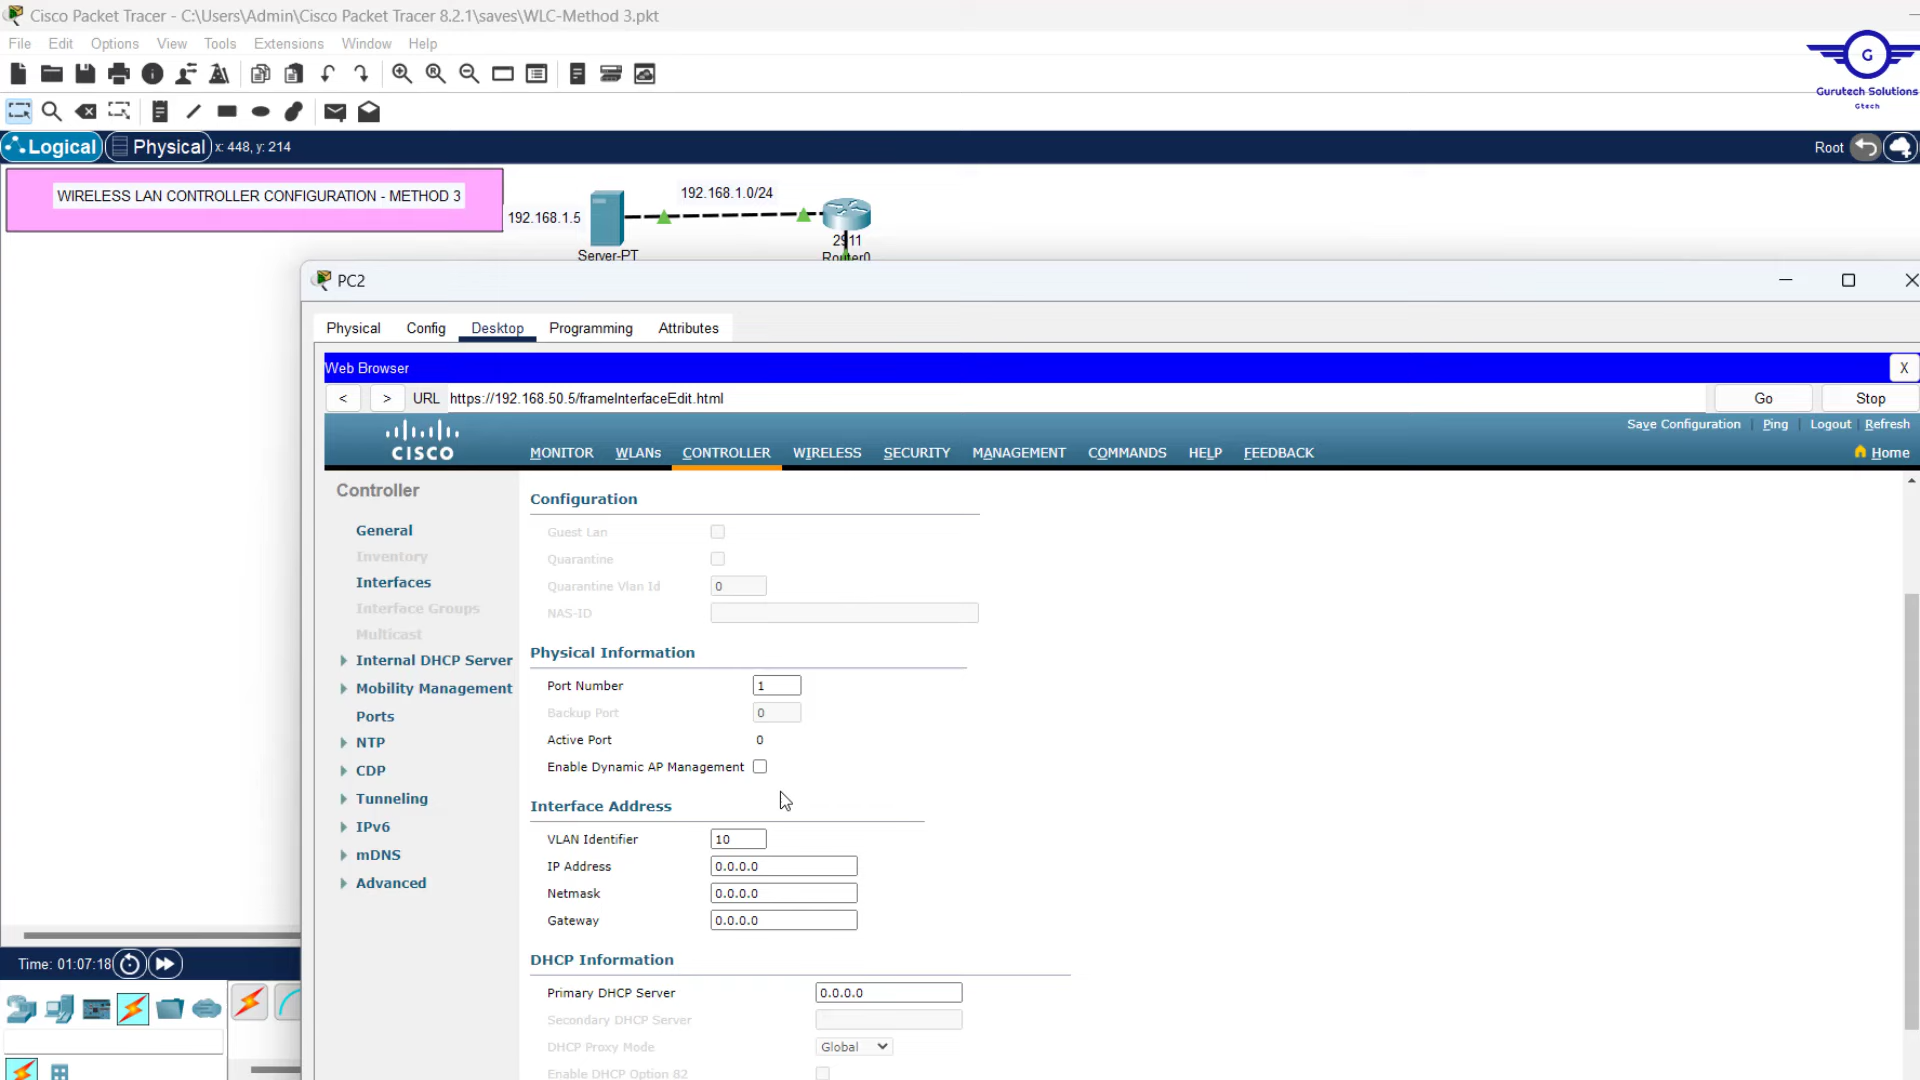 Cisco Packet Tracer - C:\Users\Admin\Cisco Packet Tracer 8.2.1\saves\WLC-Method 3.pkt
File Edit Options View Tools Extensions Window Help
G
Gurutech Solutions
Gtech
Logical Physical x: 448, y: 214 Root
WIRELESS LAN CONTROLLER CONFIGURATION - METHOD 3
192.168.1.5
192.168.1.0/24
Server-PT
2911
Router0
PC2
Physical Config Desktop Programming Attributes
Web Browser X
< > URL https://192.168.50.5/frameInterfaceEdit.html Go Stop
Save Configuration Ping Logout Refresh
CISCO MONITOR WLANs CONTROLLER WIRELESS SECURITY MANAGEMENT COMMANDS HELP FEEDBACK Home
Controller
General
Inventory
Interfaces
Interface Groups
Multicast
Internal DHCP Server
Mobility Management
Ports
NTP
CDP
Tunneling
IPv6
mDNS
Advanced
Configuration
Guest Lan
Quarantine
Quarantine Vlan Id 0
NAS-ID
Physical Information
Port Number 1
Backup Port 0
Active Port 0
Enable Dynamic AP Management
Interface Address
VLAN Identifier 10
IP Address 0.0.0.0
Netmask 0.0.0.0
Gateway 0.0.0.0
DHCP Information
Primary DHCP Server 0.0.0.0
Secondary DHCP Server
DHCP Proxy Mode Global
Enable DHCP Option 82
Time: 01:07:18